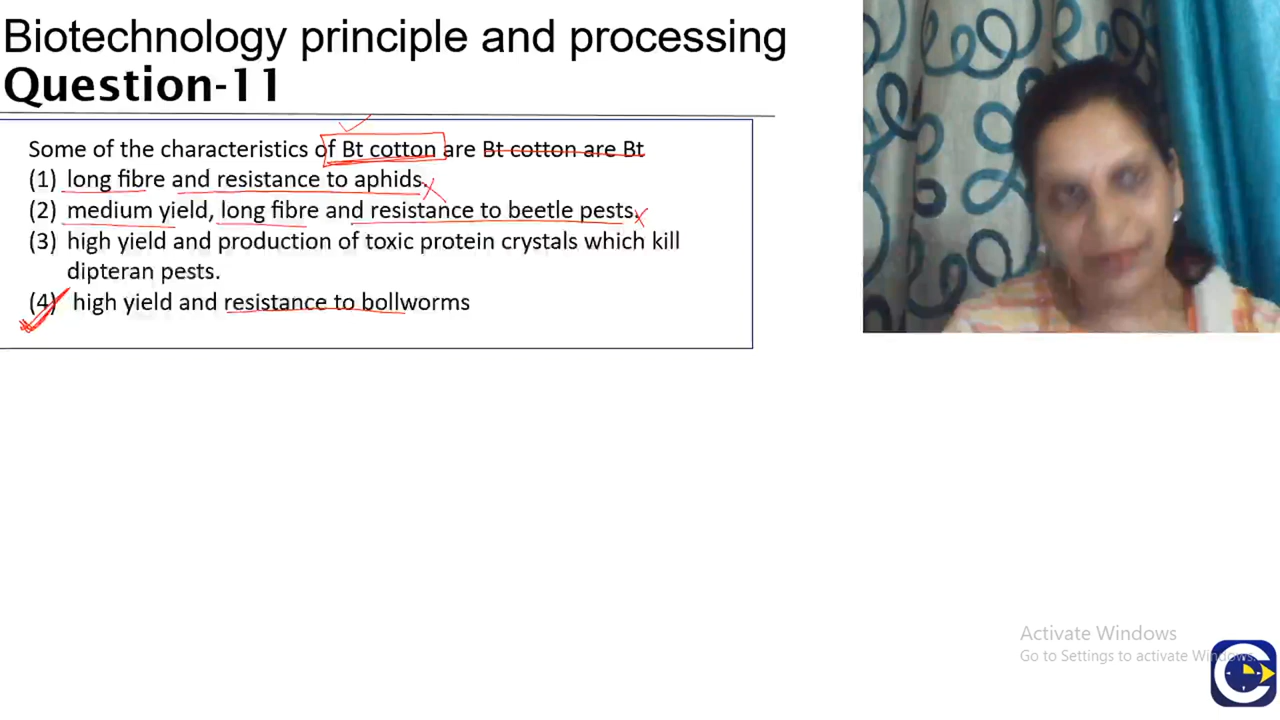 Biotechnology principle and processing
Question-11
Some of the characteristics of Bt cotton are Bt cotton are Bt
(1) long fibre and resistance to aphids.
(2) medium yield, long fibre and resistance to beetle pests.
(3) high yield and production of toxic protein crystals which kill
dipteran pests.
(4) high yield and resistance to bollworms
Activate Windows
Go to Settings to activate Windows.